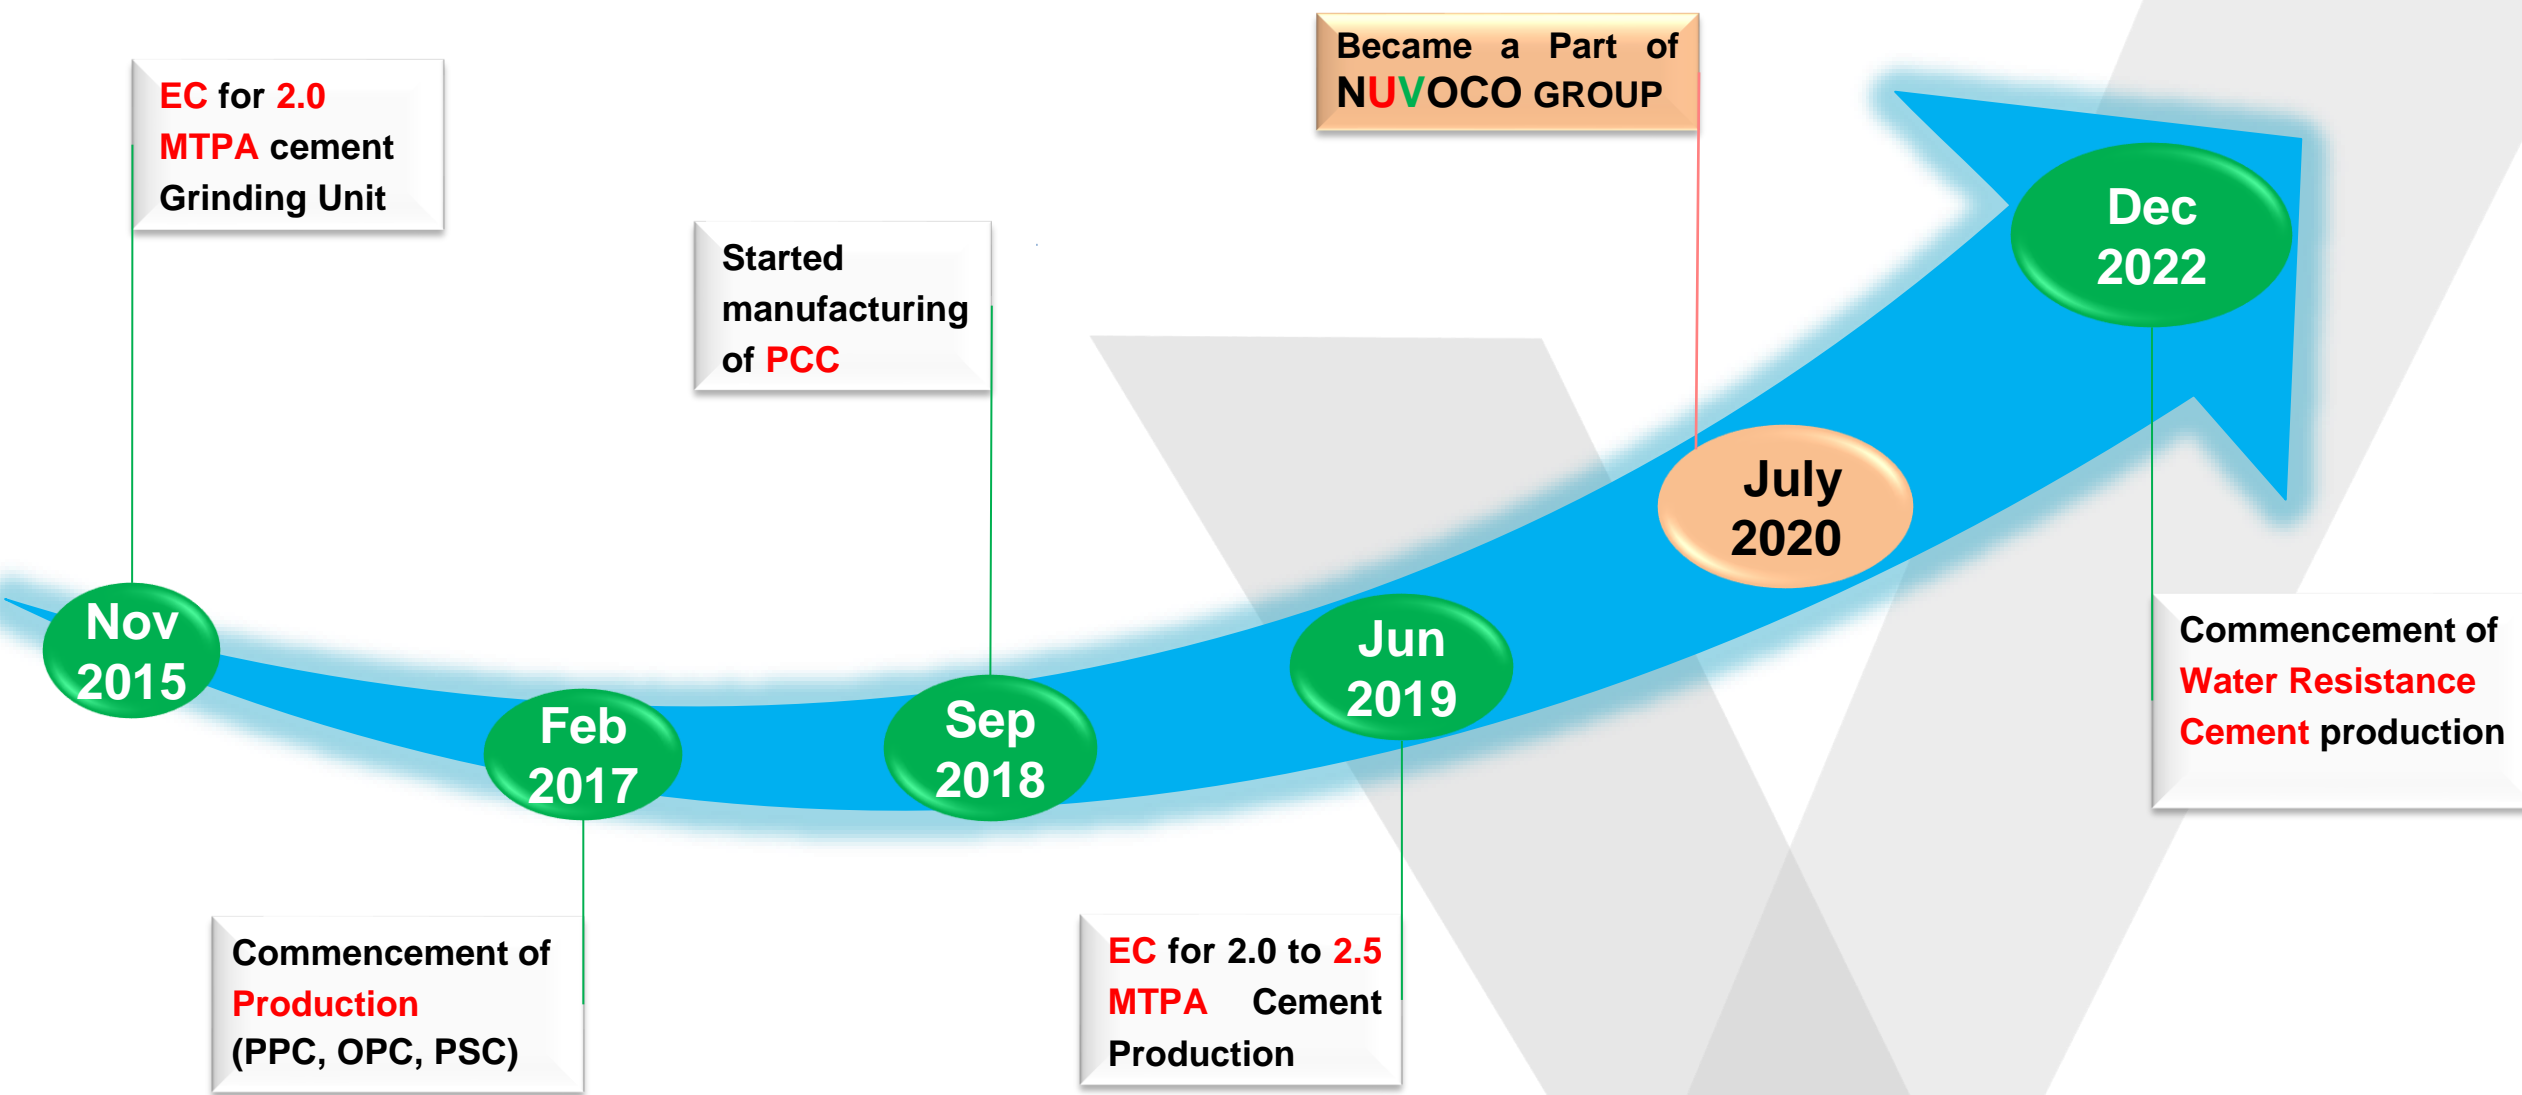 EC for 2.0
MTPA cement
Grinding Unit
Nov
2015
Feb
2017
Commencement of
Production
(PPC, OPC, PSC)
Started
manufacturing
of PCC
Sep
2018
Jun
2019
EC for 2.0 to 2.5
MTPA Cement
Production
Became a Part of
NUVOCO GROUP
July
2020
Dec
2022
Commencement of
Water Resistance
Cement production